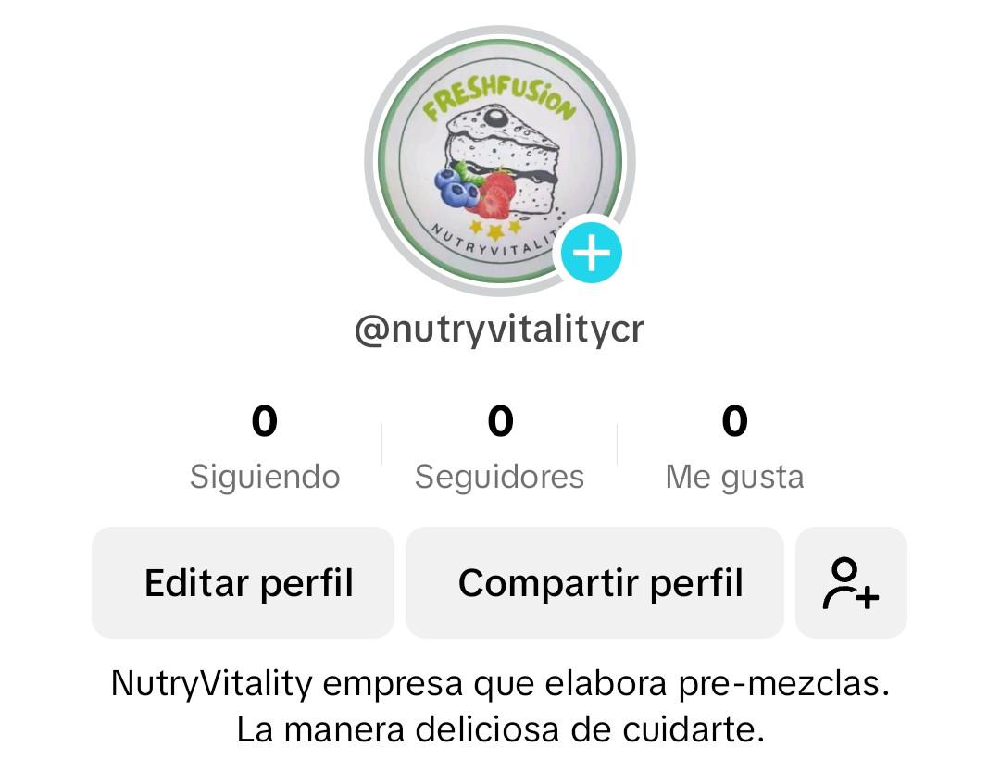 FRESHFUSiON
NUTRYVITALITY
@nutryvitalitycr
0 0 0
Siguiendo Seguidores Me gusta
Editar perfil Compartir perfil
NutryVitality empresa que elabora pre-mezclas.
La manera deliciosa de cuidarte.